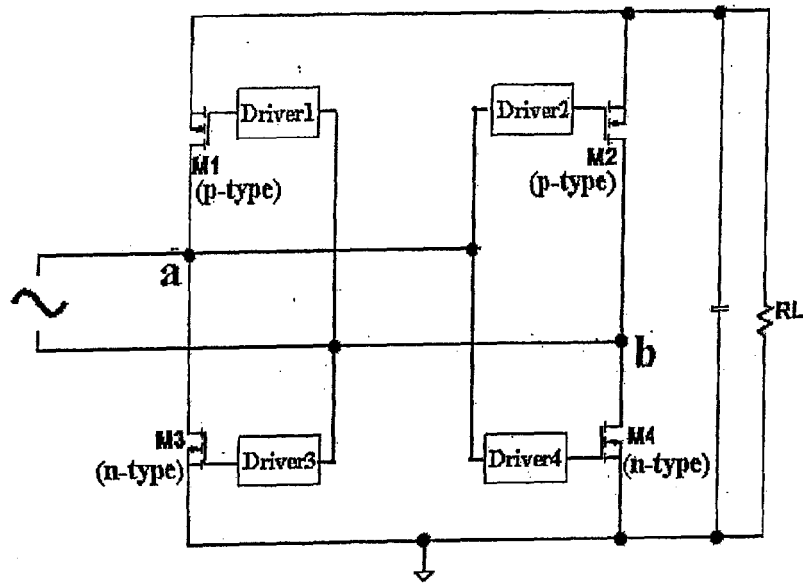 Driver1
Driver2
M1
(p-type)
M2
(p-type)
a
b
RL
M3
(n-type)
Driver3
Driver4
M4
(n-type)